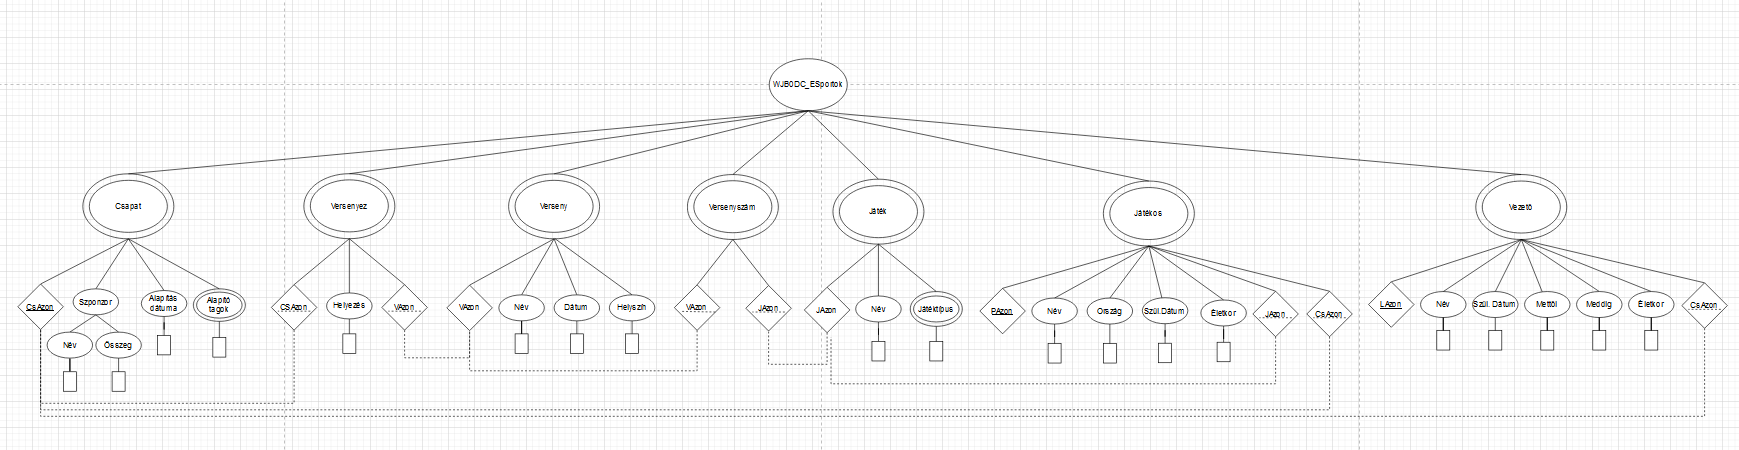 WJB0DC_ESportok
Csapat
Versenyez
Verseny
Versenyszám
Játék
Játékos
Vezető
CsAzon
Szponzor
Alapítás
dátuma
Alapító
tagok
Név
Összeg
CSAzon
Helyezés
VAzon
VAzon
Név
Dátum
Helyszín
VAzon
JAzon
JAzon
Név
Játéktípus
PAzon
Név
Ország
Szül.Dátum
Életkor
JAzon
CsAzon
LAzon
Név
Szül. Dátum
Mettől
Meddig
Életkor
CsAzon